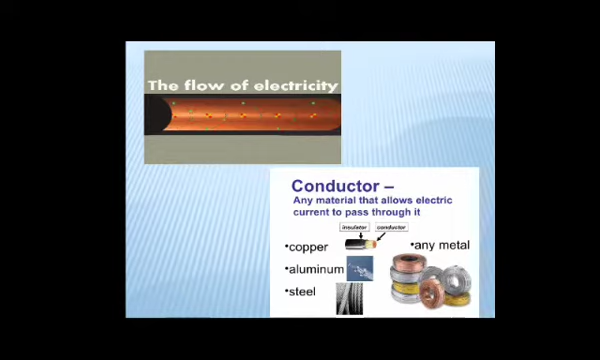 The flow of electricity
Conductor –
Any material that allows electric
current to pass through it
insulator conductor
•copper
•any metal
•aluminum
•steel